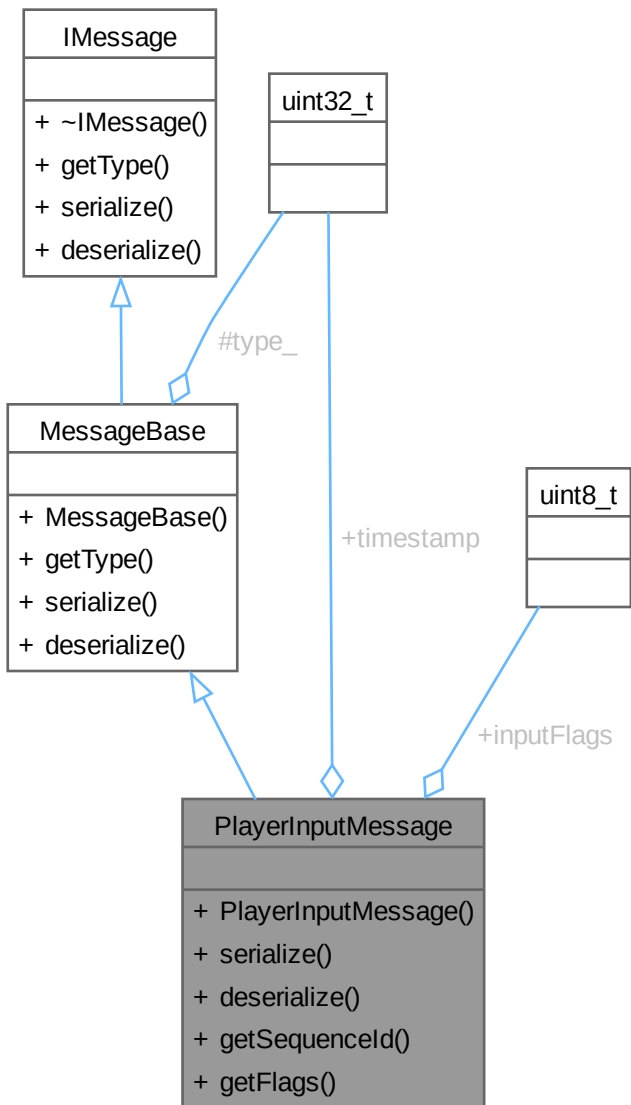 IMessage
+ ~IMessage()
+ getType()
+ serialize()
+ deserialize()
uint32_t
#type_
MessageBase
+ MessageBase()
+ getType()
+ serialize()
+ deserialize()
+timestamp
uint8_t
+inputFlags
PlayerInputMessage
+ PlayerInputMessage()
+ serialize()
+ deserialize()
+ getSequenceId()
+ getFlags()